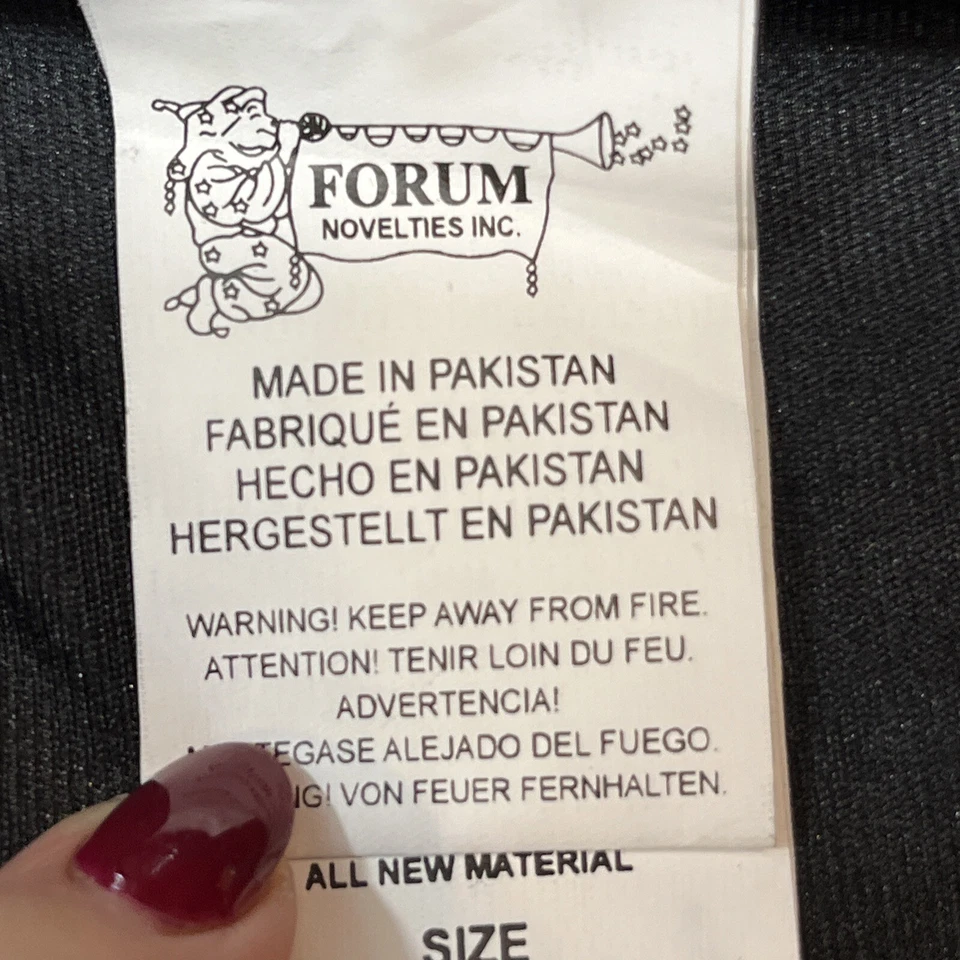 FORUM
NOVELTIES INC.
MADE IN PAKISTAN
FABRIQUÉ EN PAKISTAN
HECHO EN PAKISTAN
HERGESTELLT EN PAKISTAN
WARNING! KEEP AWAY FROM FIRE.
ATTENTION! TENIR LOIN DU FEU.
ADVERTENCIA!
ALEJADO DEL FUEGO.
VON FEUER FERNHALTEN.
ALL NEW MATERIAL
SIZE